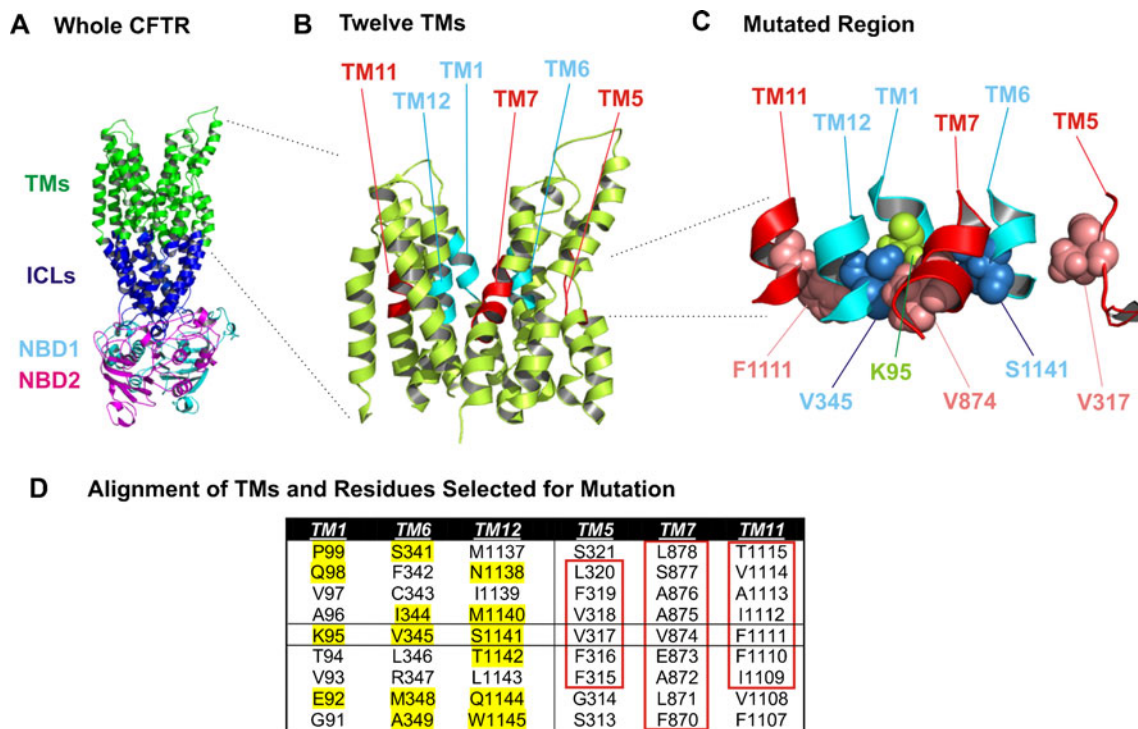 A Whole CFTR
B Twelve TMs
C Mutated Region
TM11 TM1 TM6
TM12 TM7 TM5
TM11 TM1 TM6
TM12 TM7 TM5
TMs
ICLs
NBD1
NBD2
F1111 K95 S1141
V345 V874 V317
D Alignment of TMs and Residues Selected for Mutation
TM1 TM6 TM12 TM5 TM7 TM11
P99 S341 M1137 S321 L878 T1115
Q98 F342 N1138 L320 S877 V1114
V97 C343 I1139 F319 A876 A1113
A96 I344 M1140 V318 A875 I1112
K95 V345 S1141 V317 V874 F1111
T94 L346 T1142 F316 E873 F1110
V93 R347 L1143 F315 A872 I1109
E92 M348 Q1144 G314 L871 V1108
G91 A349 W1145 S313 F870 F1107